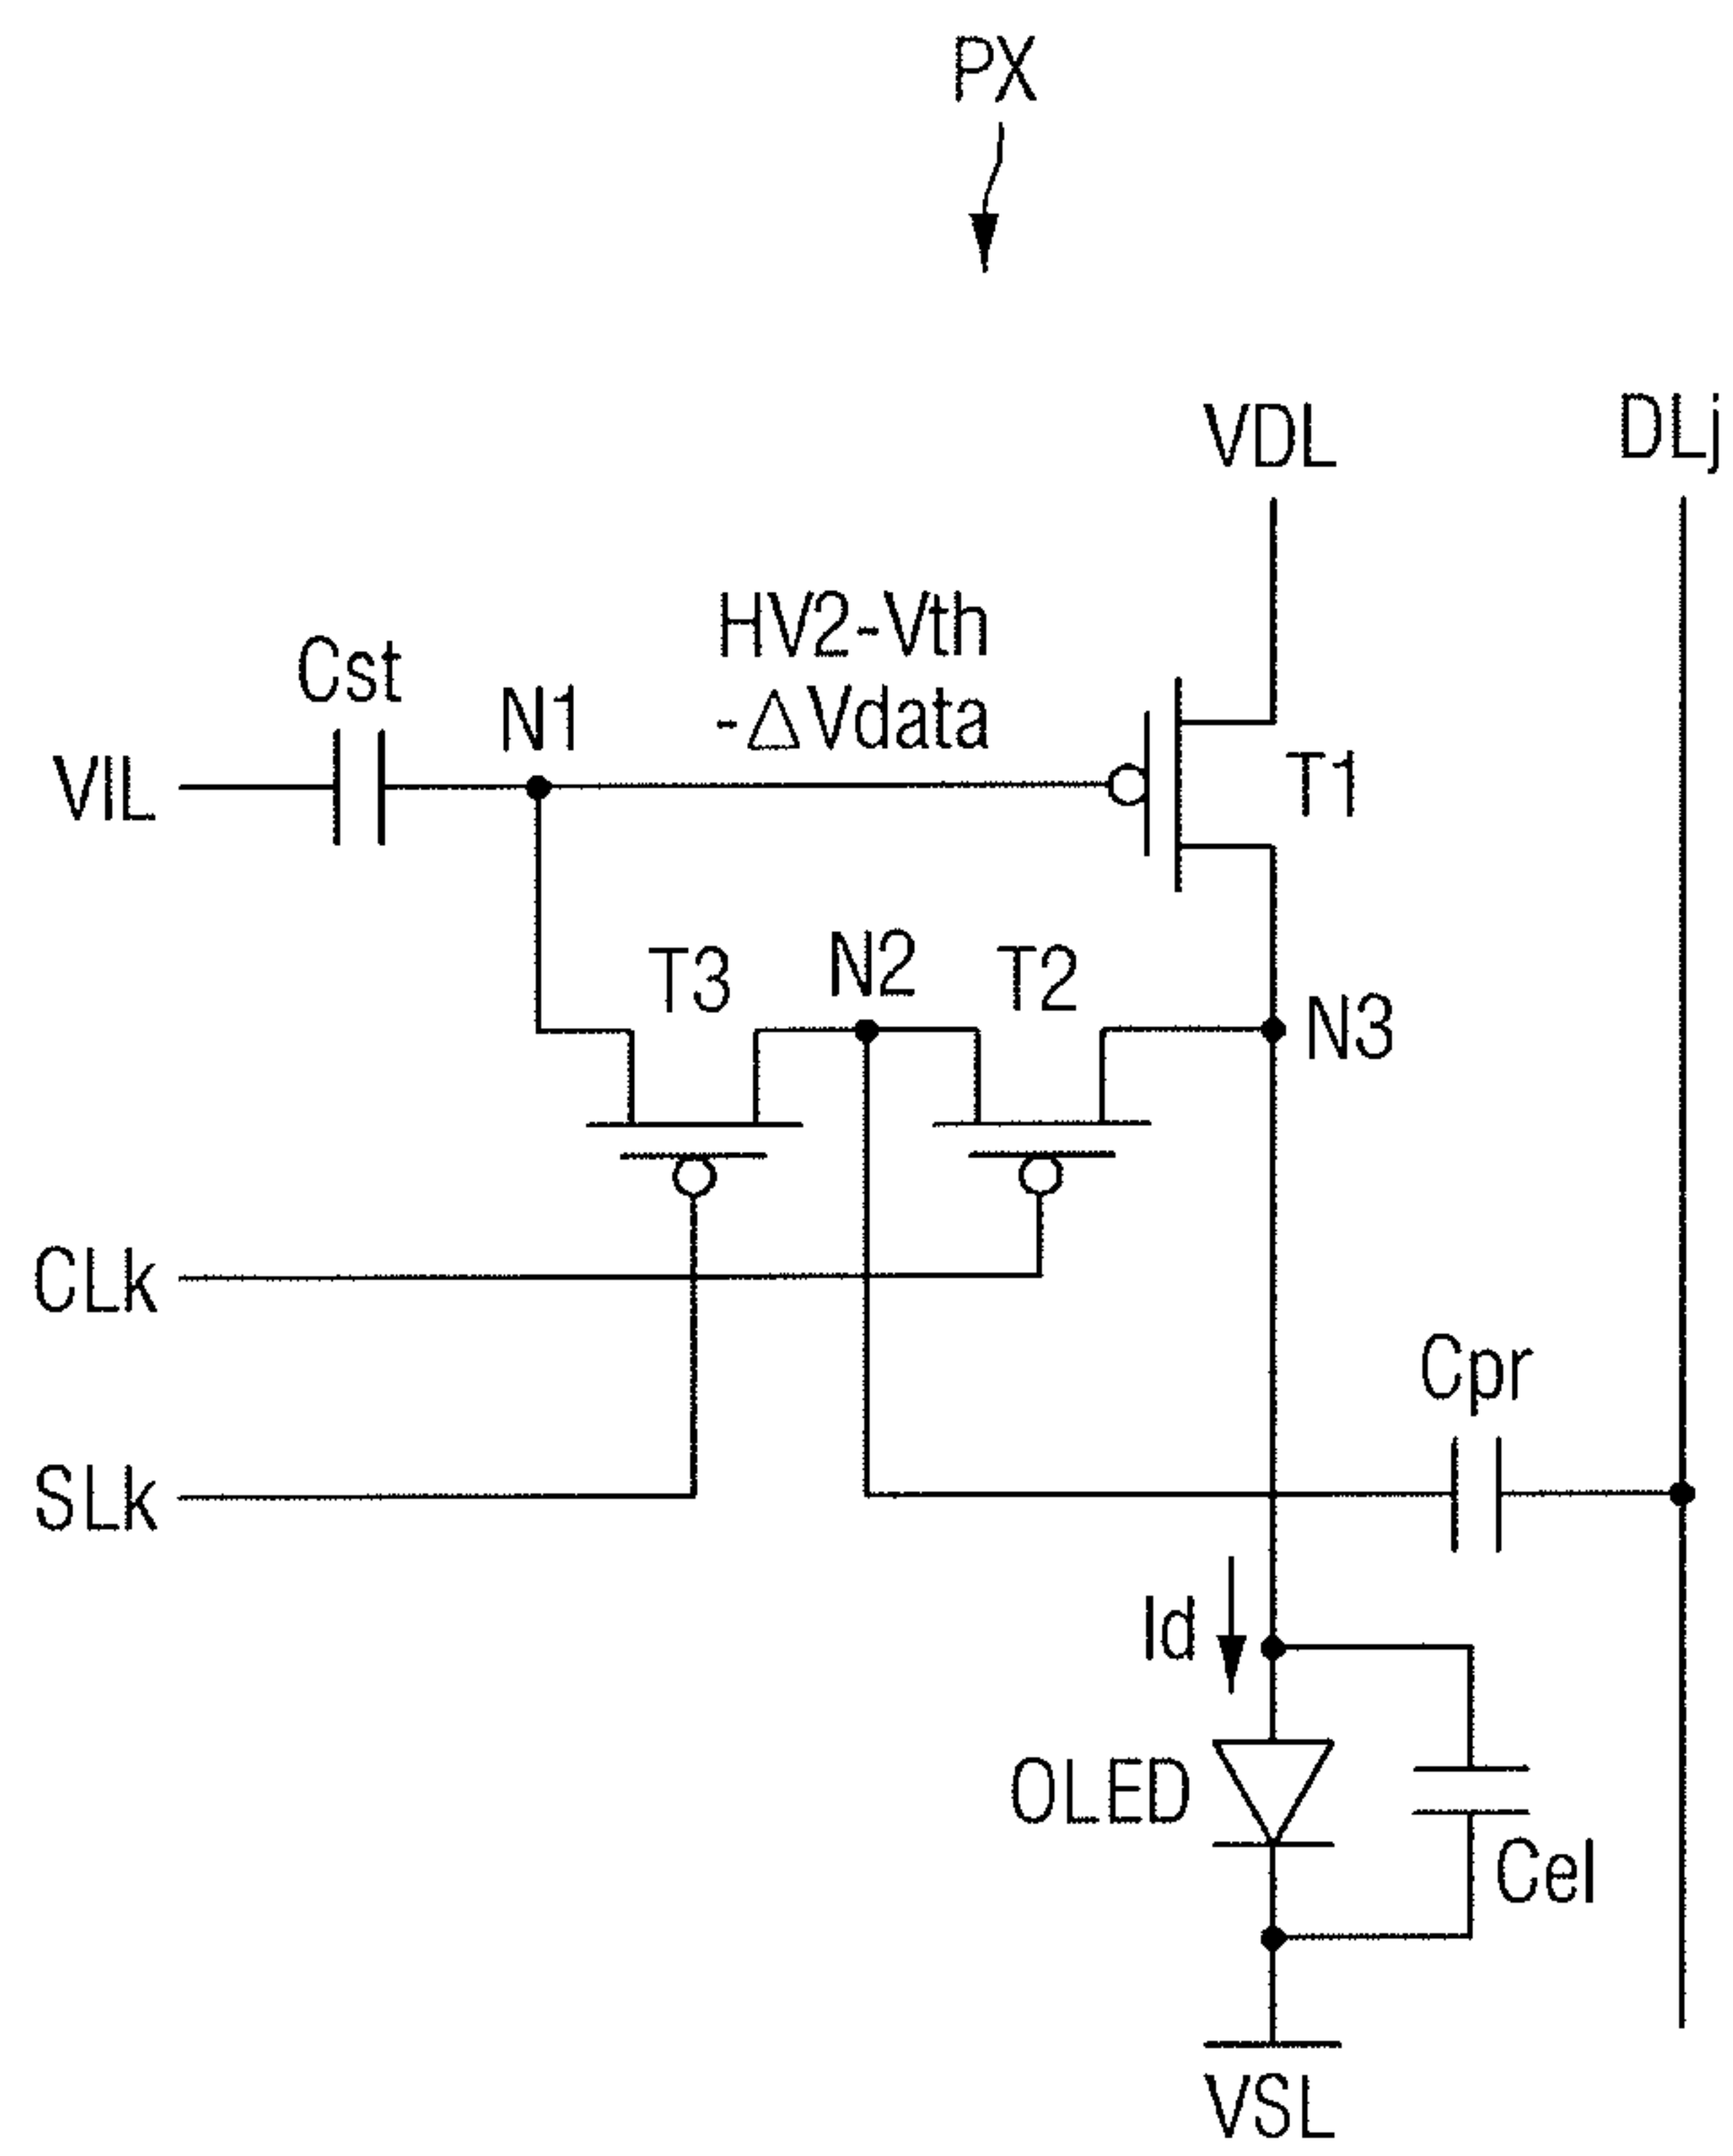 PX
VDL
DLj
HV2-Vth
-△Vdata
Cst
N1
VIL
T1
T3
N2
T2
N3
CLk
Cpr
SLk
Id
OLED
Cel
VSL